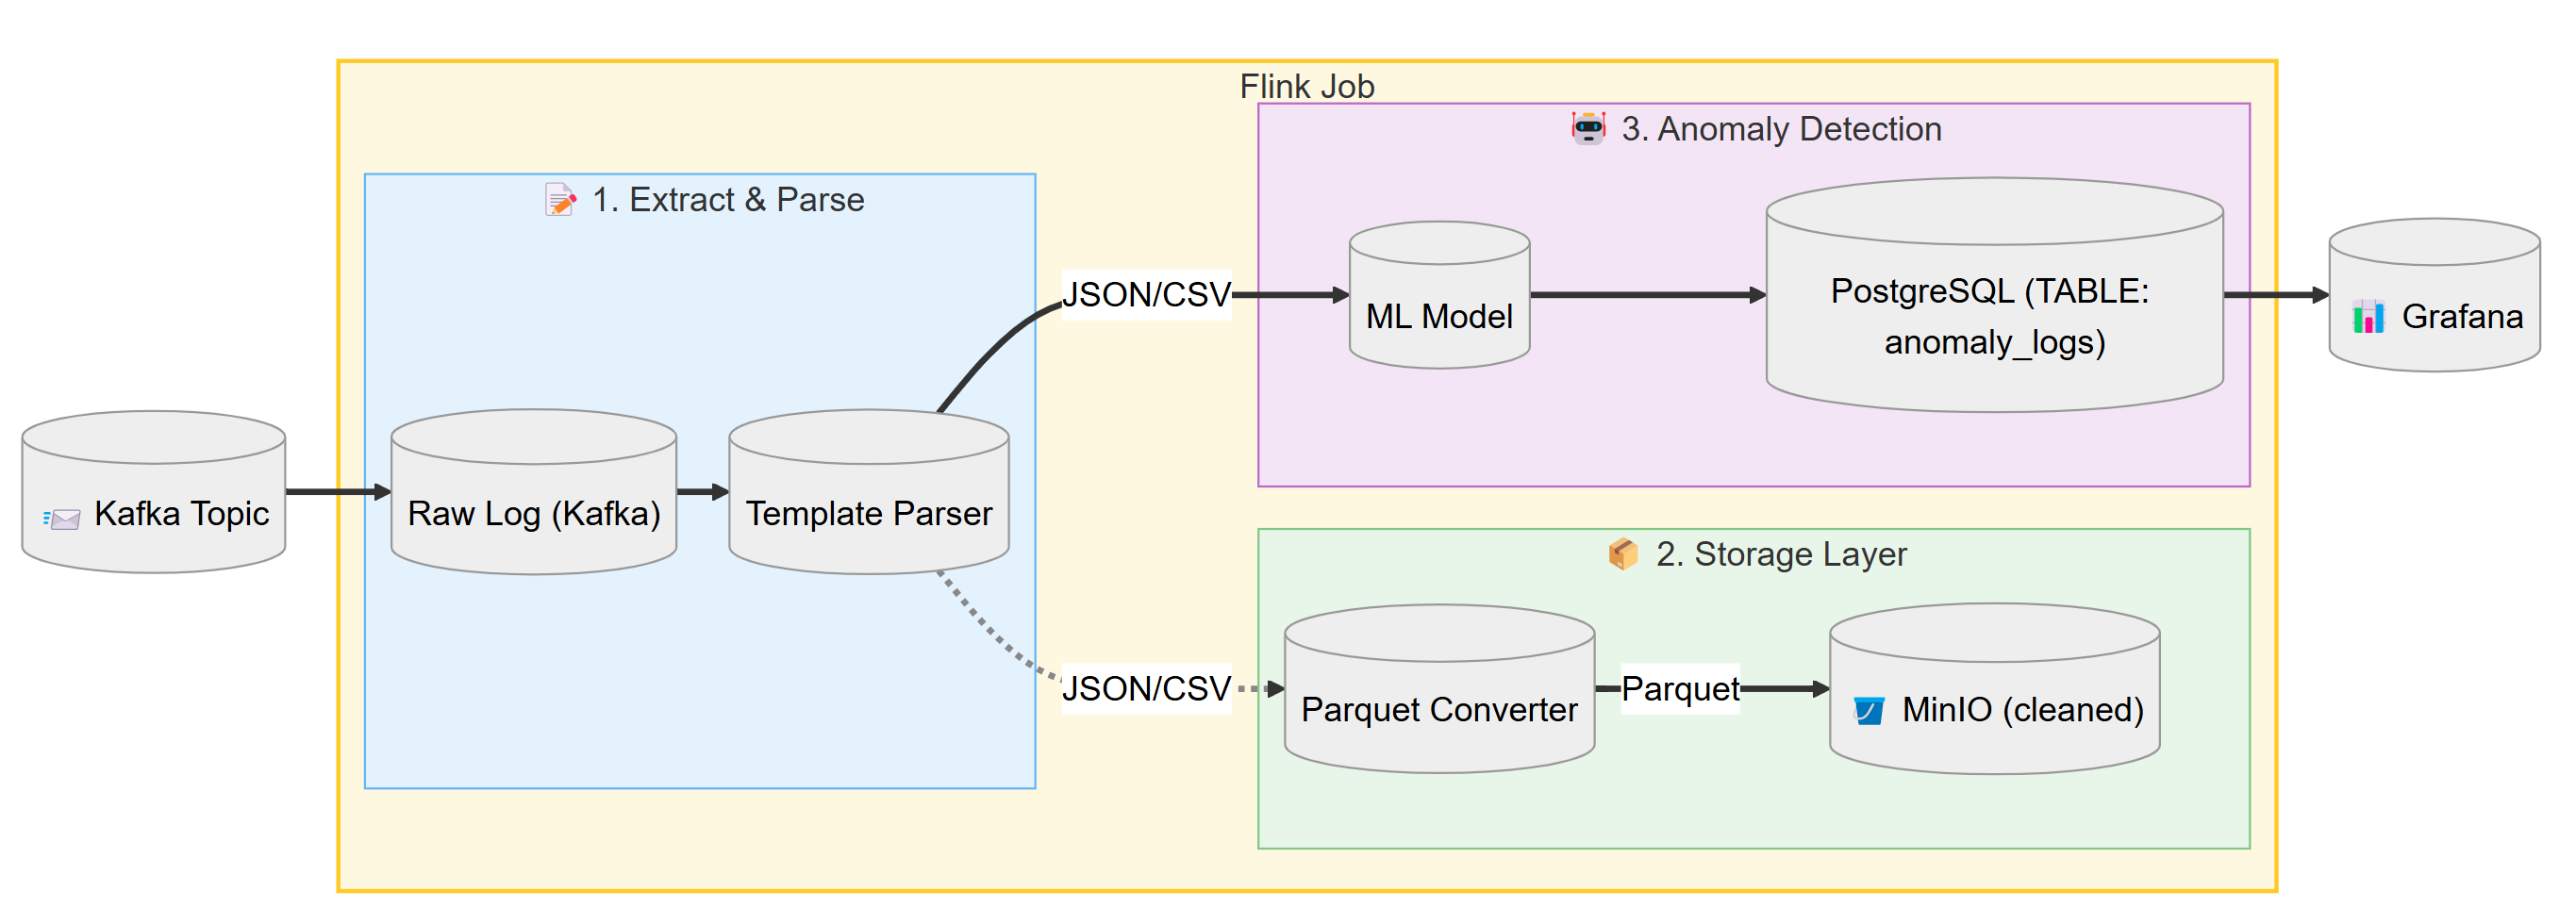 Flink Job
3. Anomaly Detection
1. Extract & Parse
JSON/CSV
ML Model
PostgreSQL (TABLE:
anomaly_logs)
Grafana
Kafka Topic
Raw Log (Kafka)
Template Parser
2. Storage Layer
JSON/CSV
Parquet Converter
Parquet
MinIO (cleaned)